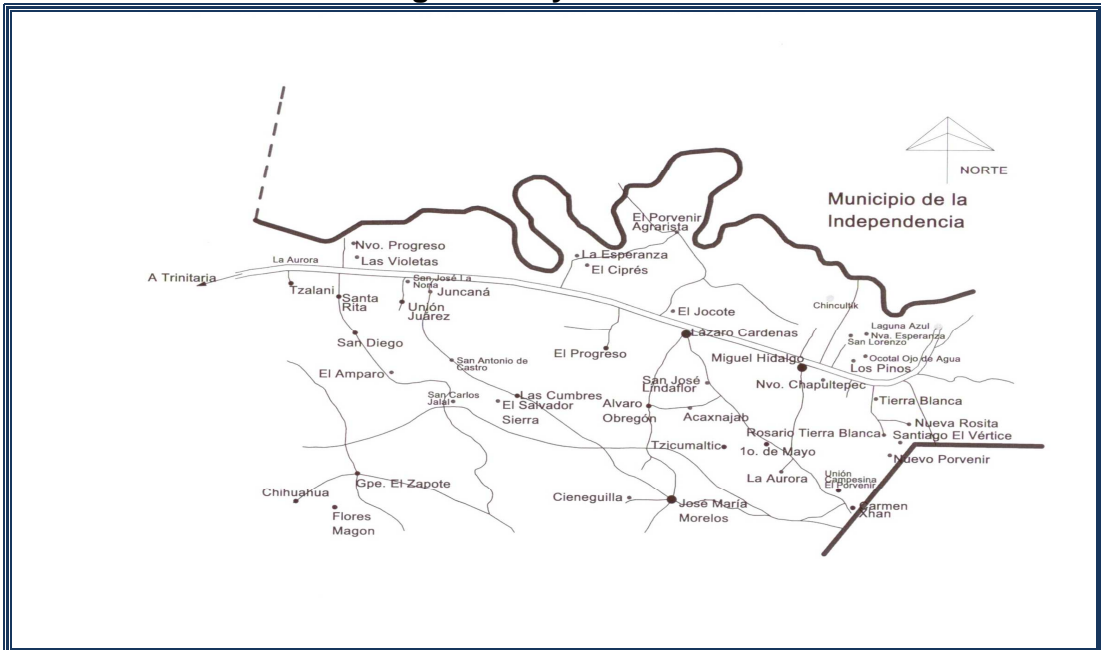 NORTE
Municipio de la
Independencia
El Porvenir
Agrarista
Nvo. Progreso
Las Violetas
La Aurora
La Esperanza
El Ciprés
A Trinitaria
Tzalani
Santa
Rita
San José La
Juncaná
Unión
Juárez
Chincultik
El Jocote
Laguna Azul
Nva. Esperanza
San Lorenzo
Lázaro Cardenas
San Diego
El Progreso
Miguel Hidalgo
Ocotal Ojo de Agua
Los Pinos
San Antonio de
Castro
El Amparo
San José
Lindaflor
Nvo. Chapultepec
San Carlos
Jalal
Las Cumbres
El Salvador
Sierra
Alvaro
Obregón
Acaxnajab
Tierra Blanca
Nueva Rosita
Rosario Tierra Blanca
Santiago El Vértice
Tzicumaltic
1o. de Mayo
Nuevo Porvenir
La Aurora
Unión
Campesina
El Porvenir
Gpe. El Zapote
Chihuahua
Cieneguilla
José María
Morelos
Carmen
Xhan
Flores
Magon